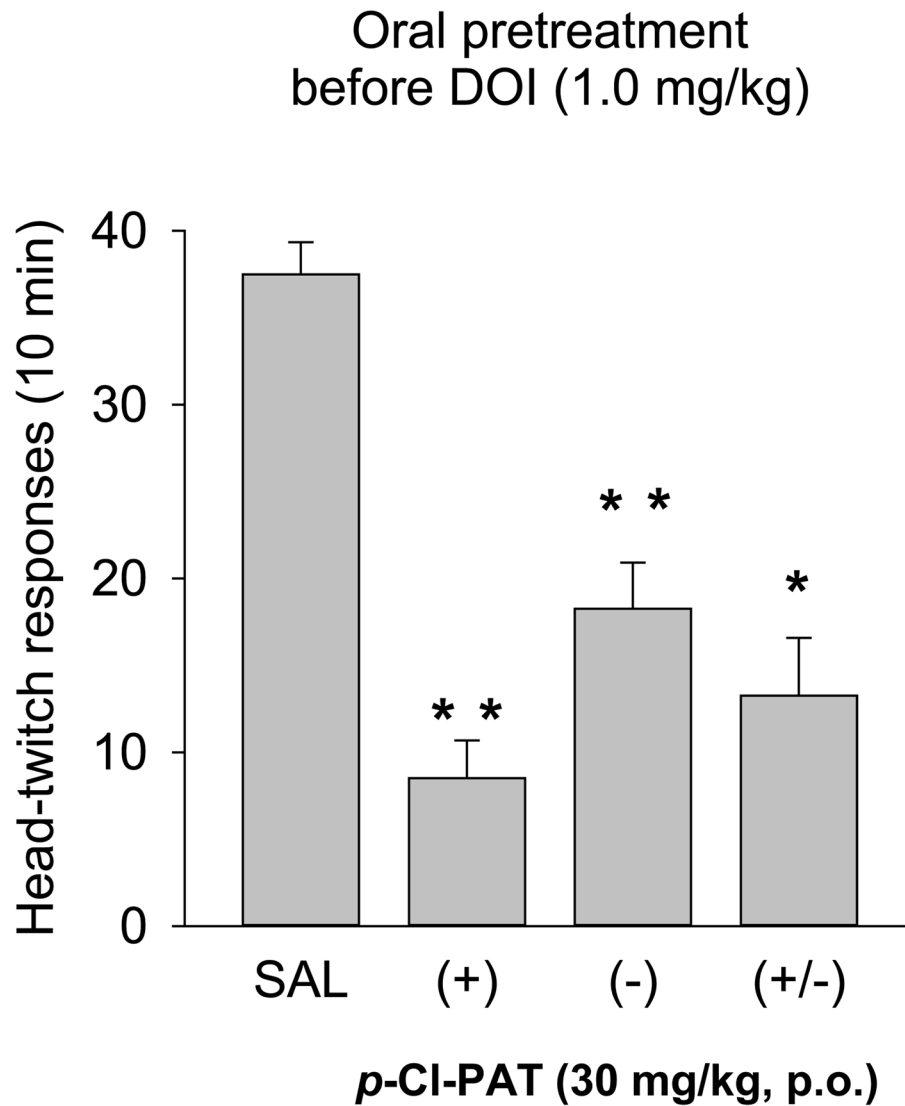 Oral pretreatment
before DOI (1.0 mg/kg)
Head-twitch responses (10 min)
40
30
20
10
0
* *
* *
*
SAL (+) (-) (+/-)
p-Cl-PAT (30 mg/kg, p.o.)